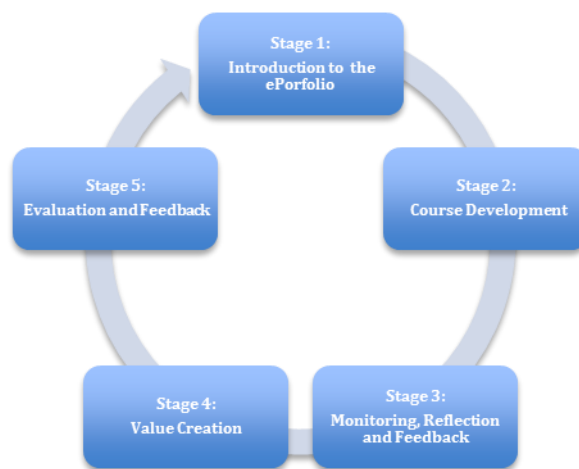 Stage 1:
Introduction to the
ePorfolio
Stage 2:
Course Development
Stage 3:
Monitoring, Reflection
and Feedback
Stage 4:
Value Creation
Stage 5:
Evaluation and Feedback